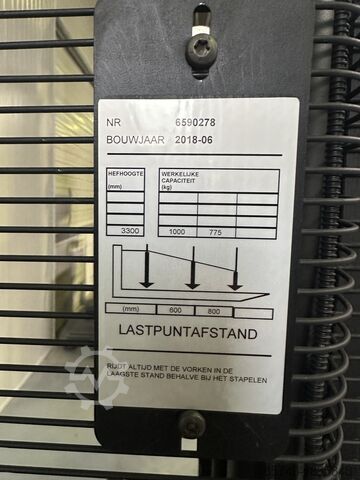 NR 6590278
BOUWJAAR 2018-06
HEFHOOGTE WERKELIJKE
CAPACITEIT
(mm) (kg)
3300 1000 775
(mm) 600 800
LASTPUNTAFSTAND
RIJDT ALTIJD MET DE VORKEN IN DE
LAAGSTE STAND BEHALVE BIJ HET STAPELEN